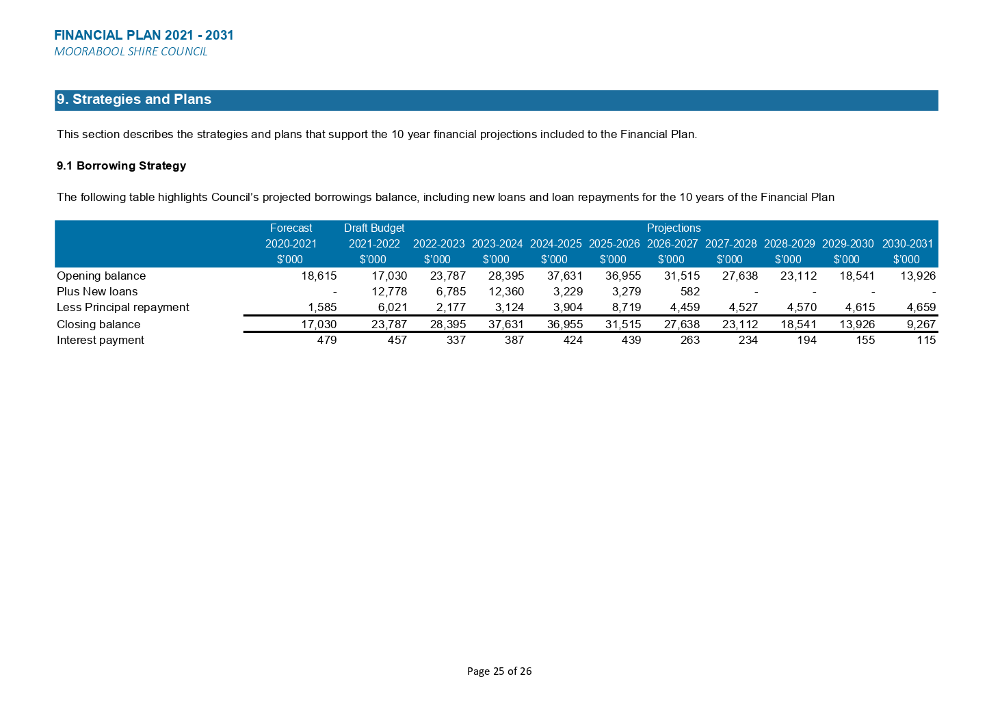 FINANCIAL PLAN 2021 - 2031
MOORABOOL SHIRE COUNCIL
9. Strategies and Plans
This section describes the strategies and plans that support the 10 year financial projections included to the Financial Plan.
9.1 Borrowing Strategy
The following table highlights Council’s projected borrowings balance, including new loans and loan repayments for the 10 years of the Financial Plan
Forecast Draft Budget Projections
2020-2021 2021-2022 2022-2023 2023-2024 2024-2025 2025-2026 2026-2027 2027-2028 2028-2029 2029-2030 2030-2031
$’000 $’000 $’000 $’000 $’000 $’000 $’000 $’000 $’000 $’000 $’000
Opening balance 18,615 17,030 23,787 28,395 37,631 36,955 31,515 27,638 23,112 18,541 13,926
Plus New loans - 12,778 6,785 12,360 3,229 3,279 582 - - - -
Less Principal repayment 1,585 6,021 2,177 3,124 3,904 8,719 4,459 4,527 4,570 4,615 4,659
Closing balance 17,030 23,787 28,395 37,631 36,955 31,515 27,638 23,112 18,541 13,926 9,267
Interest payment 479 457 337 387 424 439 263 234 194 155 115
Page 25 of 26